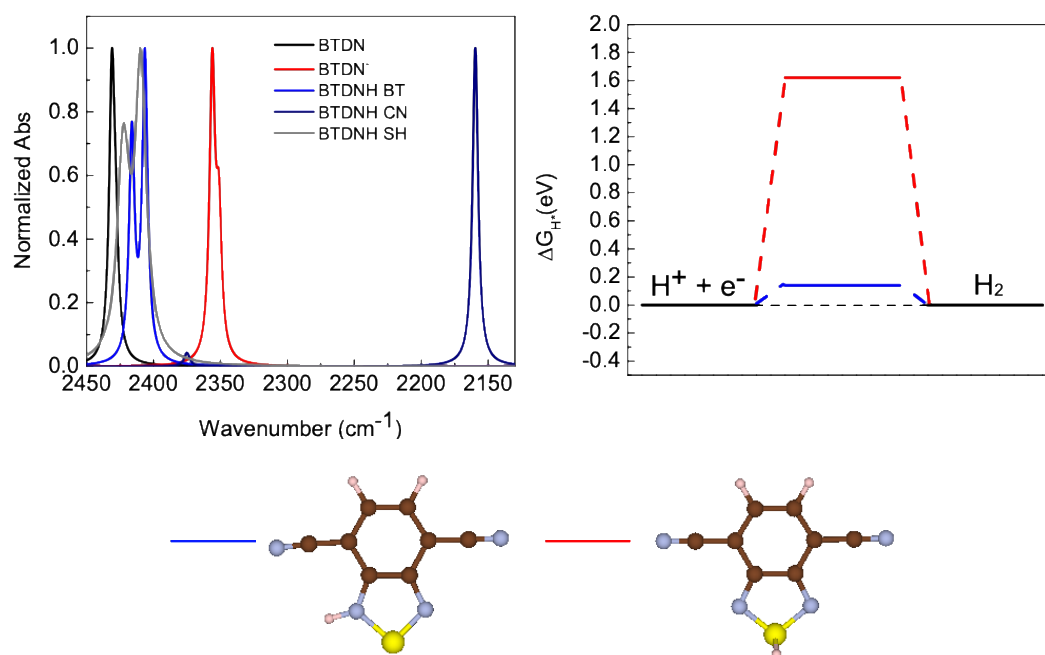 1.0
0.8
0.6
0.4
0.2
0.0
Normalized Abs
BTDN
BTDN-
BTDNH BT
BTDNH CN
BTDNH SH
2450 2400 2350 2300 2250 2200 2150
Wavenumber (cm-1)
2.0
1.8
1.6
1.4
1.2
1.0
0.8
0.6
0.4
0.2
0.0
-0.2
-0.4
ΔGH*(eV)
H+ + e-
H2